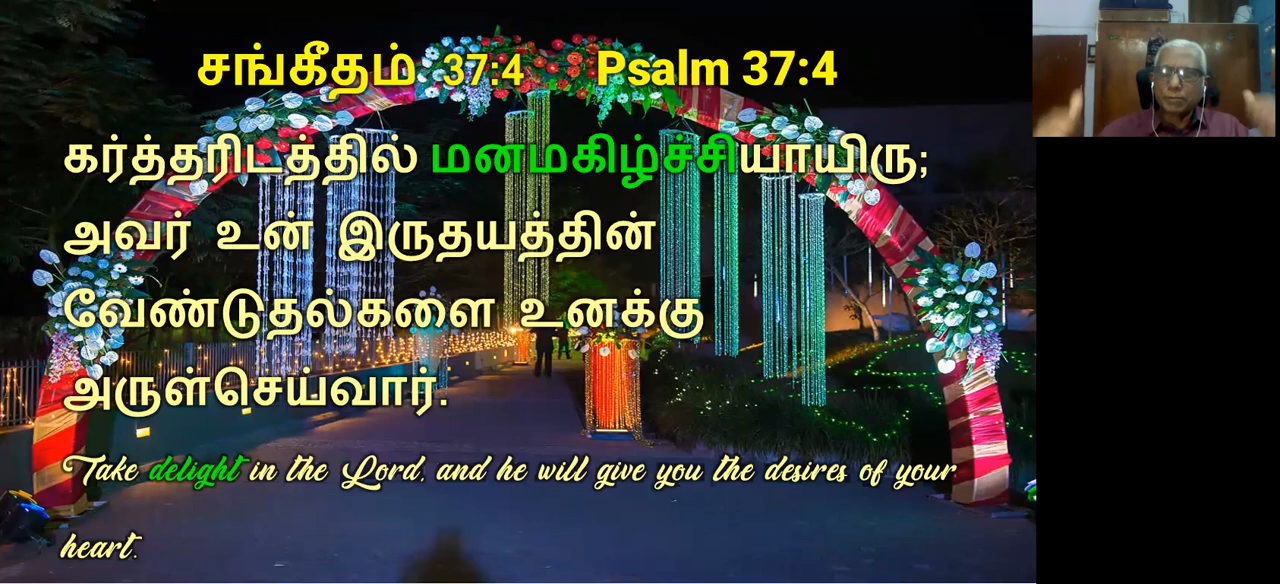 சங்கீதம் 37:4 Psalm 37:4
கர்த்தரிடத்தில் மனமகிழ்ச்சியாயிரு;
அவர் உன் இருதயத்தின்
வேண்டுதல்களை உனக்கு
அருள்செய்வார்.
Take delight in the Lord, and he will give you the desires of your
heart.